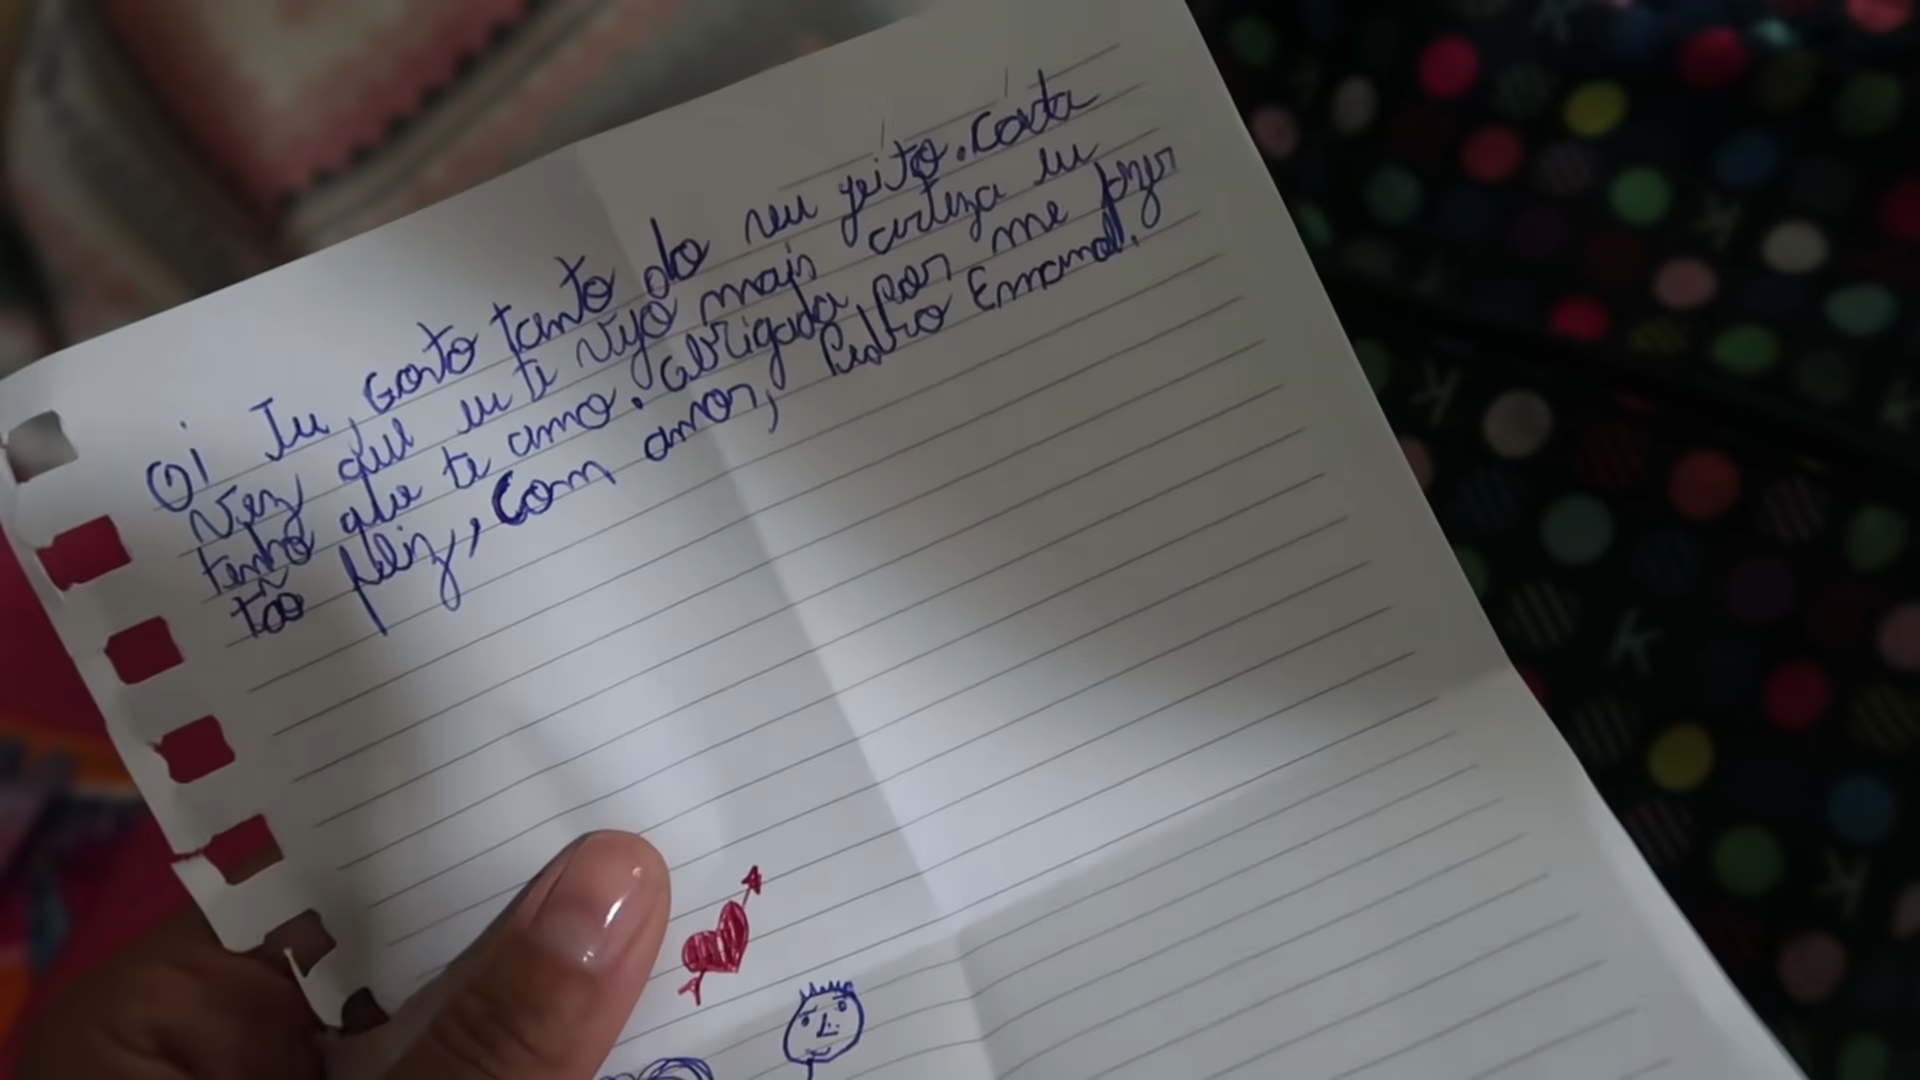 Oi Ju, Gosto tanto do seu jeito. Cada
Vez que eu te vejo mais certeza eu
tenho que te amo. obrigada por me fazer
tão feliz, Com amor, Pedro Emanoel.
K
K
K
K